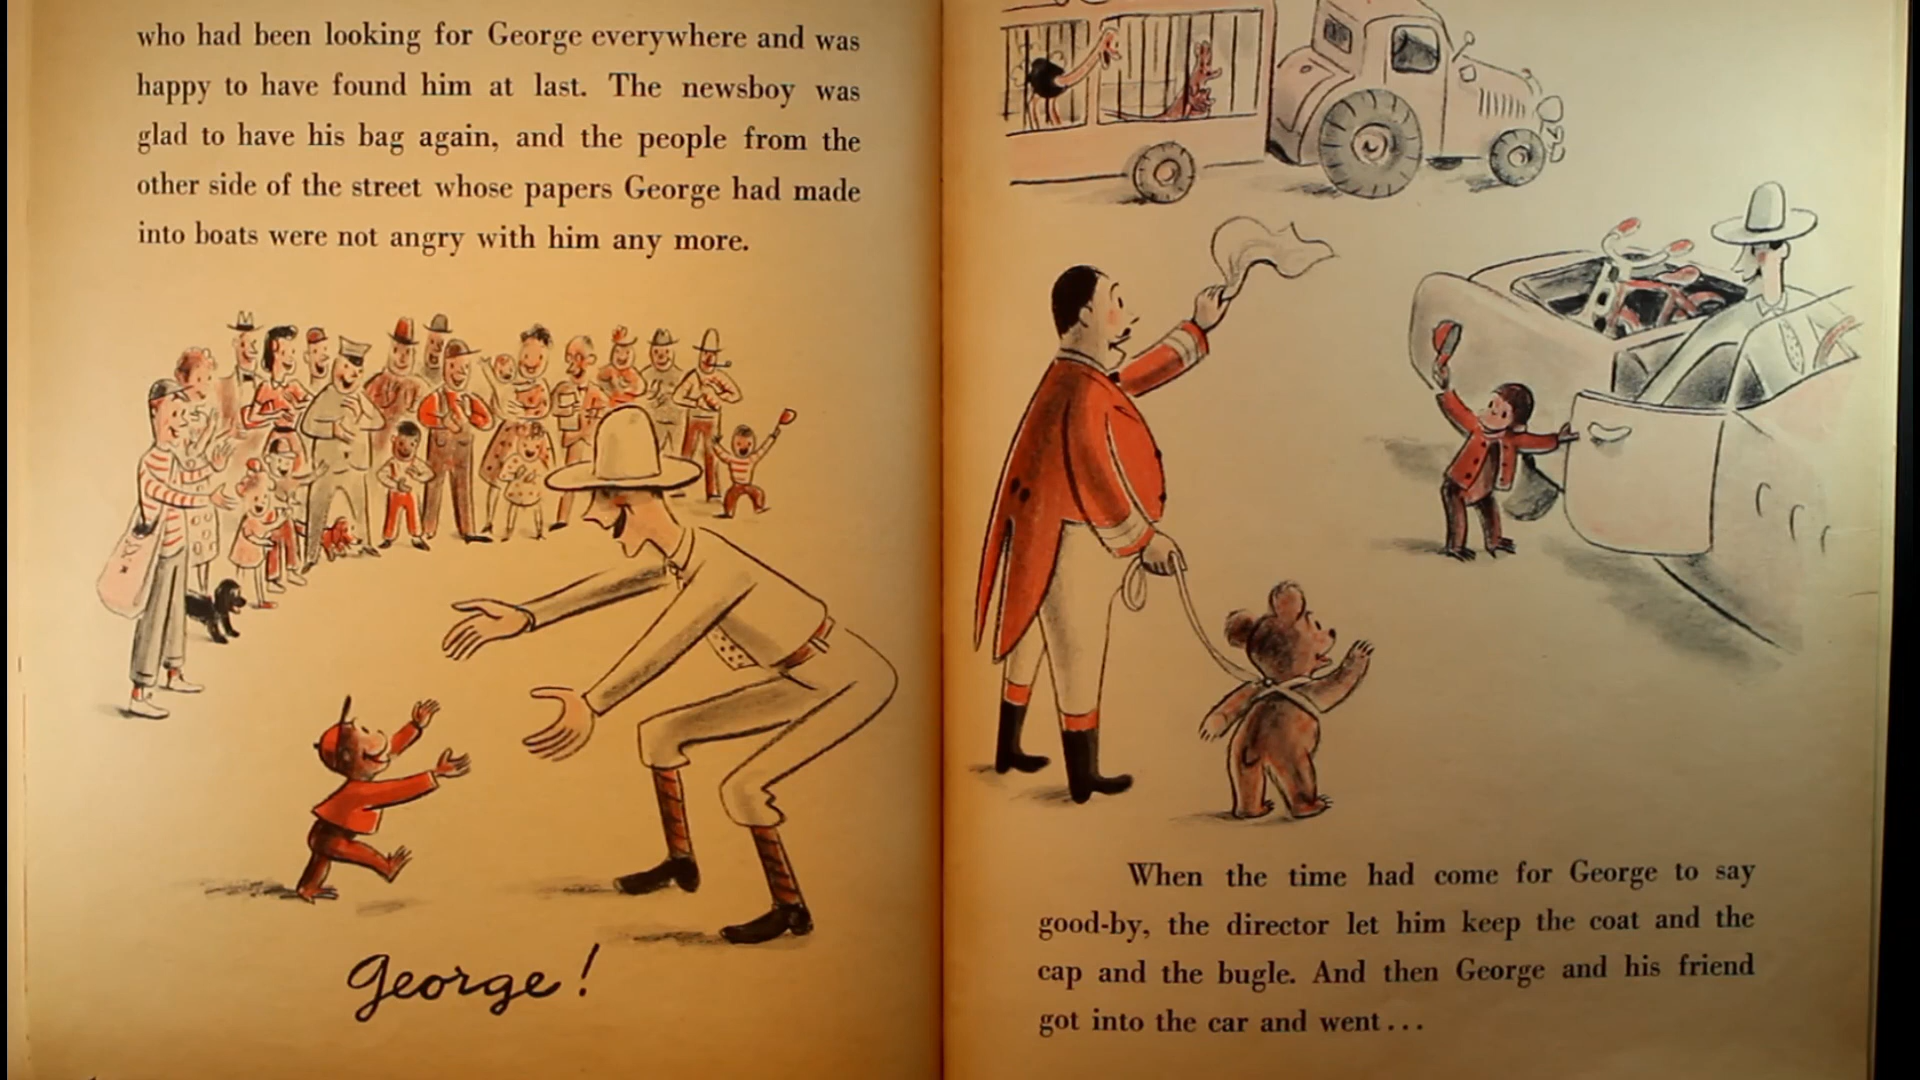 who had been looking for George everywhere and was
happy to have found him at last. The newsboy was
glad to have his bag again, and the people from the
other side of the street whose papers George had made
into boats were not angry with him any more.
George!
When the time had come for George to say
good-by, the director let him keep the coat and the
cap and the bugle. And then George and his friend
got into the car and went...